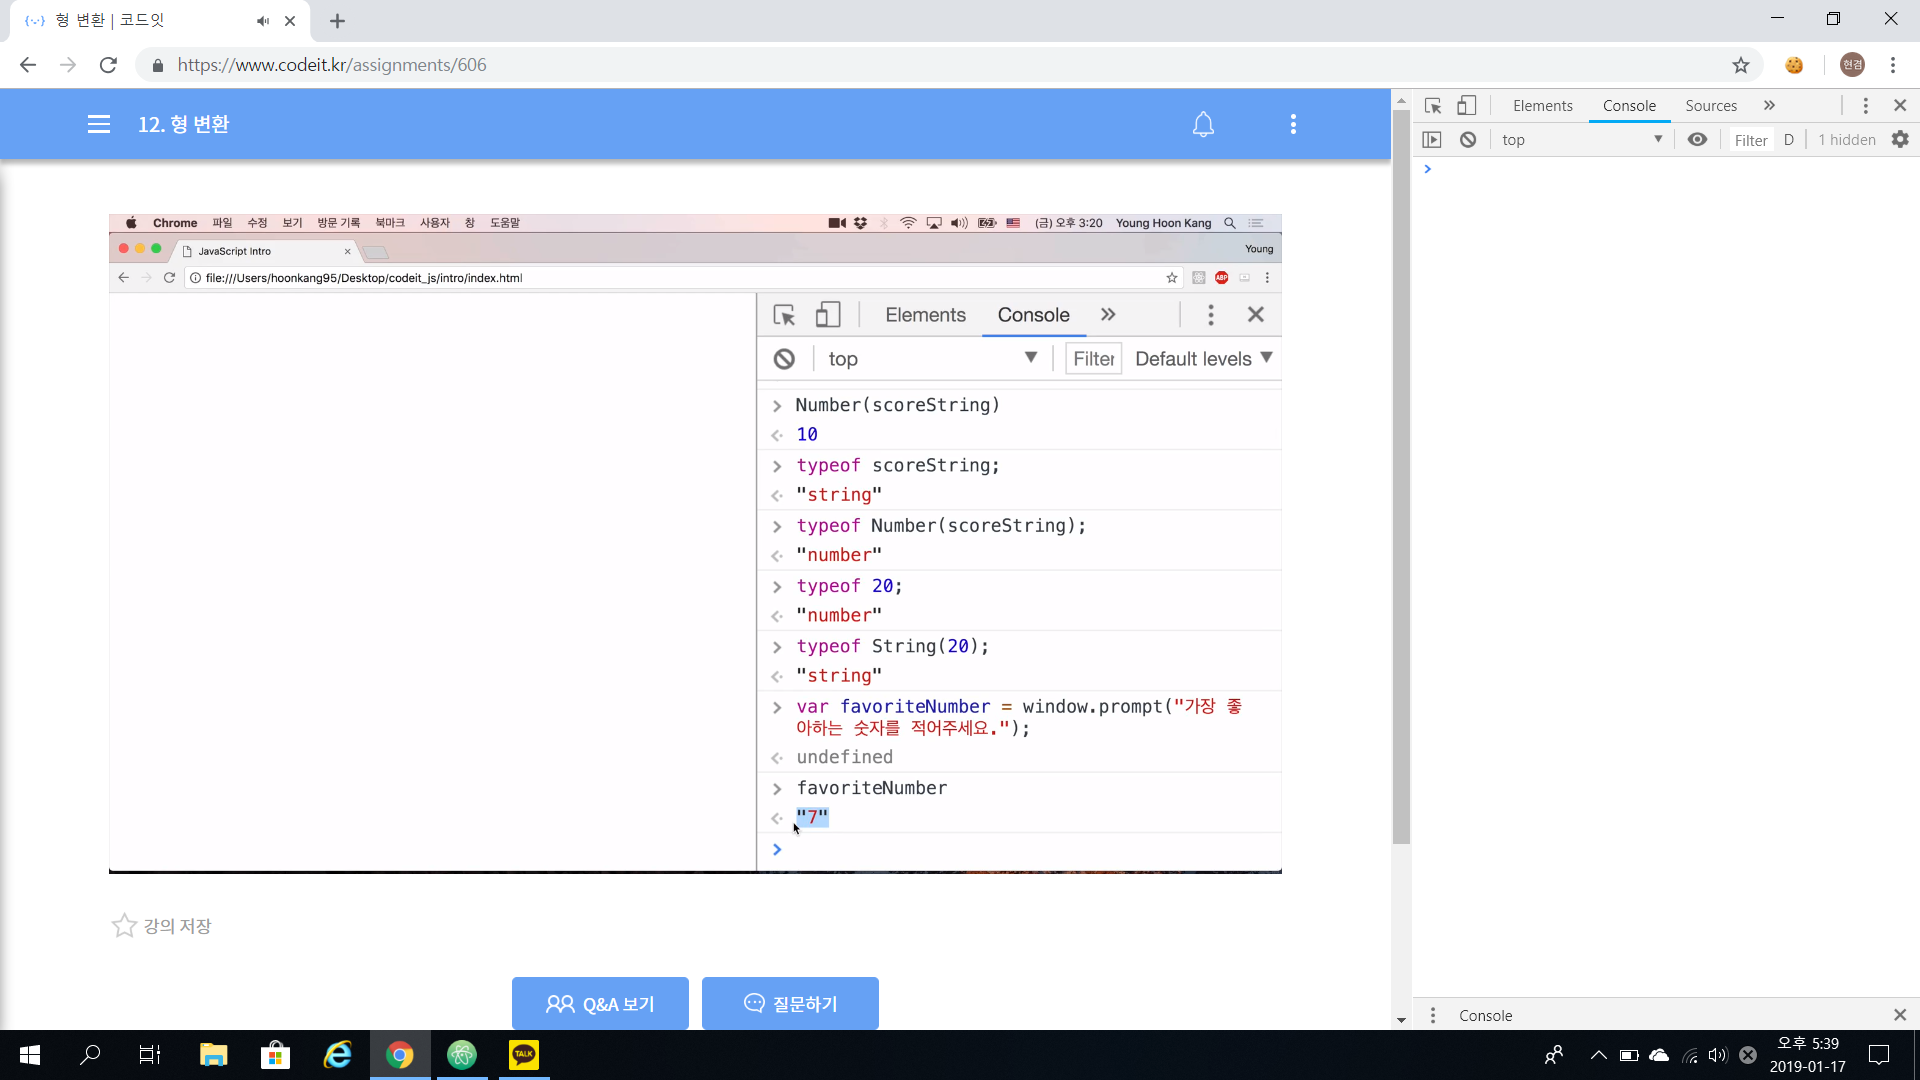 형 변환 | 코드잇
https://www.codeit.kr/assignments/606
현경
12. 형 변환
Elements Console Sources
top Filter D 1 hidden
Chrome 파일 수정 보기 방문 기록 북마크 사용자 창 도움말 (금) 오후 3:20 Young Hoon Kang
JavaScript Intro Young
file:///Users/hoonkang95/Desktop/codeit_js/intro/index.html ABP
Elements Console
top Filter Default levels
Number(scoreString)
10
typeof scoreString;
"string"
typeof Number(scoreString);
"number"
typeof 20;
"number"
typeof String(20);
"string"
var favoriteNumber = window.prompt("가장 좋
아하는 숫자를 적어주세요.");
undefined
favoriteNumber
"7"
강의 저장
Q&A 보기 질문하기
Console
TALK
오후 5:39
2019-01-17